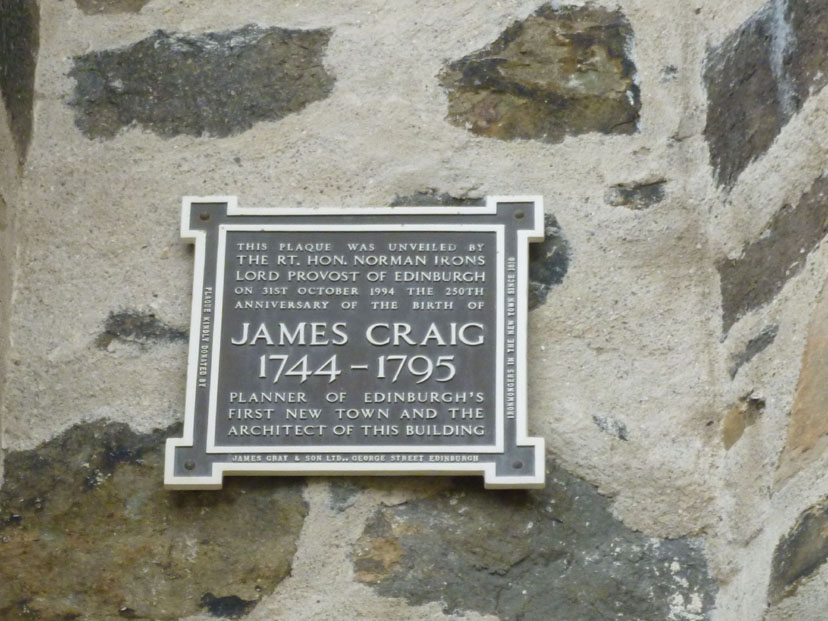 THIS PLAQUE WAS UNVEILED BY
THE RT. HON. NORMAN IRONS
LORD PROVOST OF EDINBURGH
ON 31ST OCTOBER 1994 THE 250TH
ANNIVERSARY OF THE BIRTH OF
JAMES CRAIG
1744 - 1795
PLANNER OF EDINBURGH'S
FIRST NEW TOWN AND THE
ARCHITECT OF THIS BUILDING
PLAQUE KINDLY DONATED BY
JAMES GRAY & SON LTD., GEORGE STREET EDINBURGH
IRONMONGERS IN THE NEW TOWN SINCE 1818